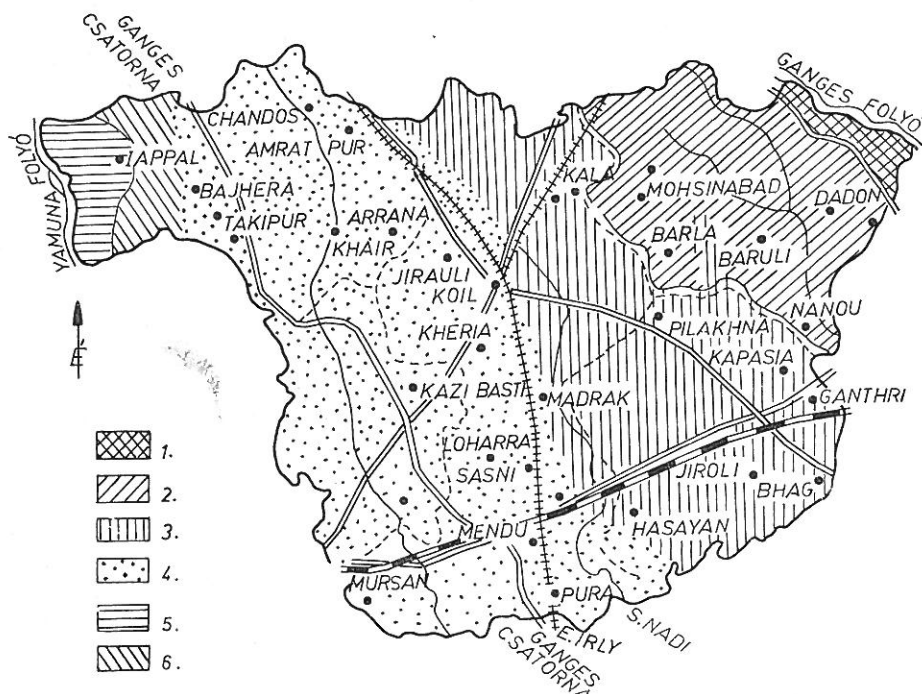 GANGES
CSATORNA
GANGES FOLYÓ
CHANDOS
AMRAT PUR
YAMUNA
FOLYÓ
KALA
MOHSINABAD
DADON
BAJHERA
TAKIPUR
ARRANA
KHAIR
BARLA
BARULI
JIRAULI
KOIL
NANOU
PILAKHNA
KAPASIA
KHERIA
É
KAZI BASTI
MADRAK
GANTHRI
LOHARRA
SASNI
JIROLI
BHAG
MENDU
HASAYAN
MURSAN
PURA
S.NADI
E.IRLY
GANGES
CSATORNA
1.
2.
3.
4.
5.
6.